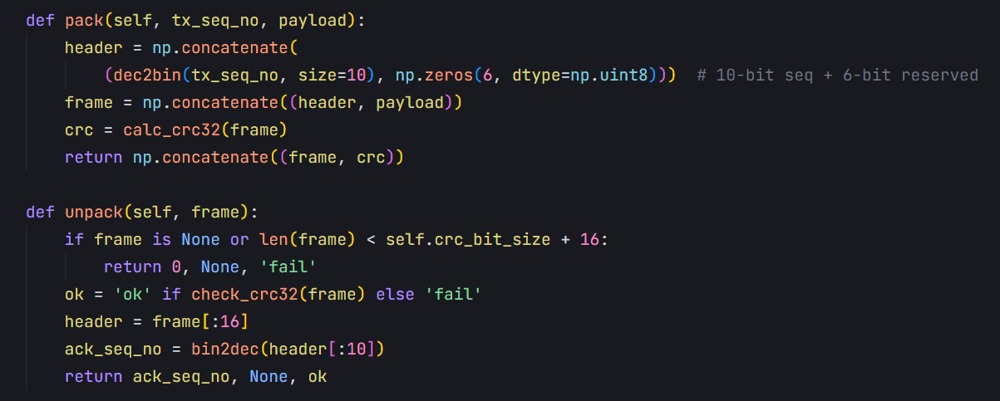 def pack(self, tx_seq_no, payload):
    header = np.concatenate(
        (dec2bin(tx_seq_no, size=10), np.zeros(6, dtype=np.uint8)))  # 10-bit seq + 6-bit reserved
    frame = np.concatenate((header, payload))
    crc = calc_crc32(frame)
    return np.concatenate((frame, crc))

def unpack(self, frame):
    if frame is None or len(frame) < self.crc_bit_size + 16:
        return 0, None, 'fail'
    ok = 'ok' if check_crc32(frame) else 'fail'
    header = frame[:16]
    ack_seq_no = bin2dec(header[:10])
    return ack_seq_no, None, ok